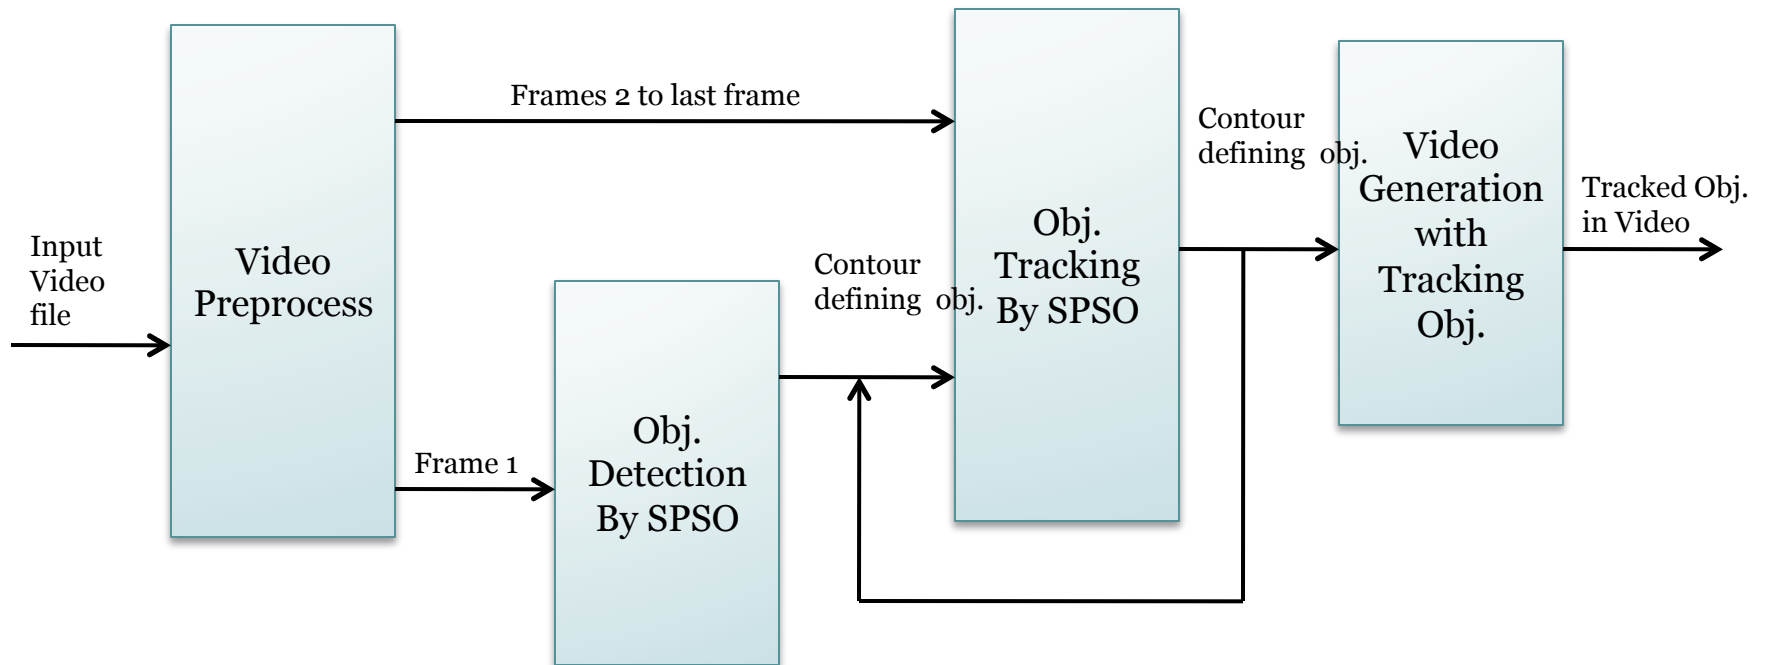 Input
Video
file
Video
Preprocess
Frames 2 to last frame
Frame 1
Obj.
Detection
By SPSO
Contour
defining obj.
Obj.
Tracking
By SPSO
Contour
defining obj.
Video
Generation
with
Tracking
Obj.
Tracked Obj.
in Video